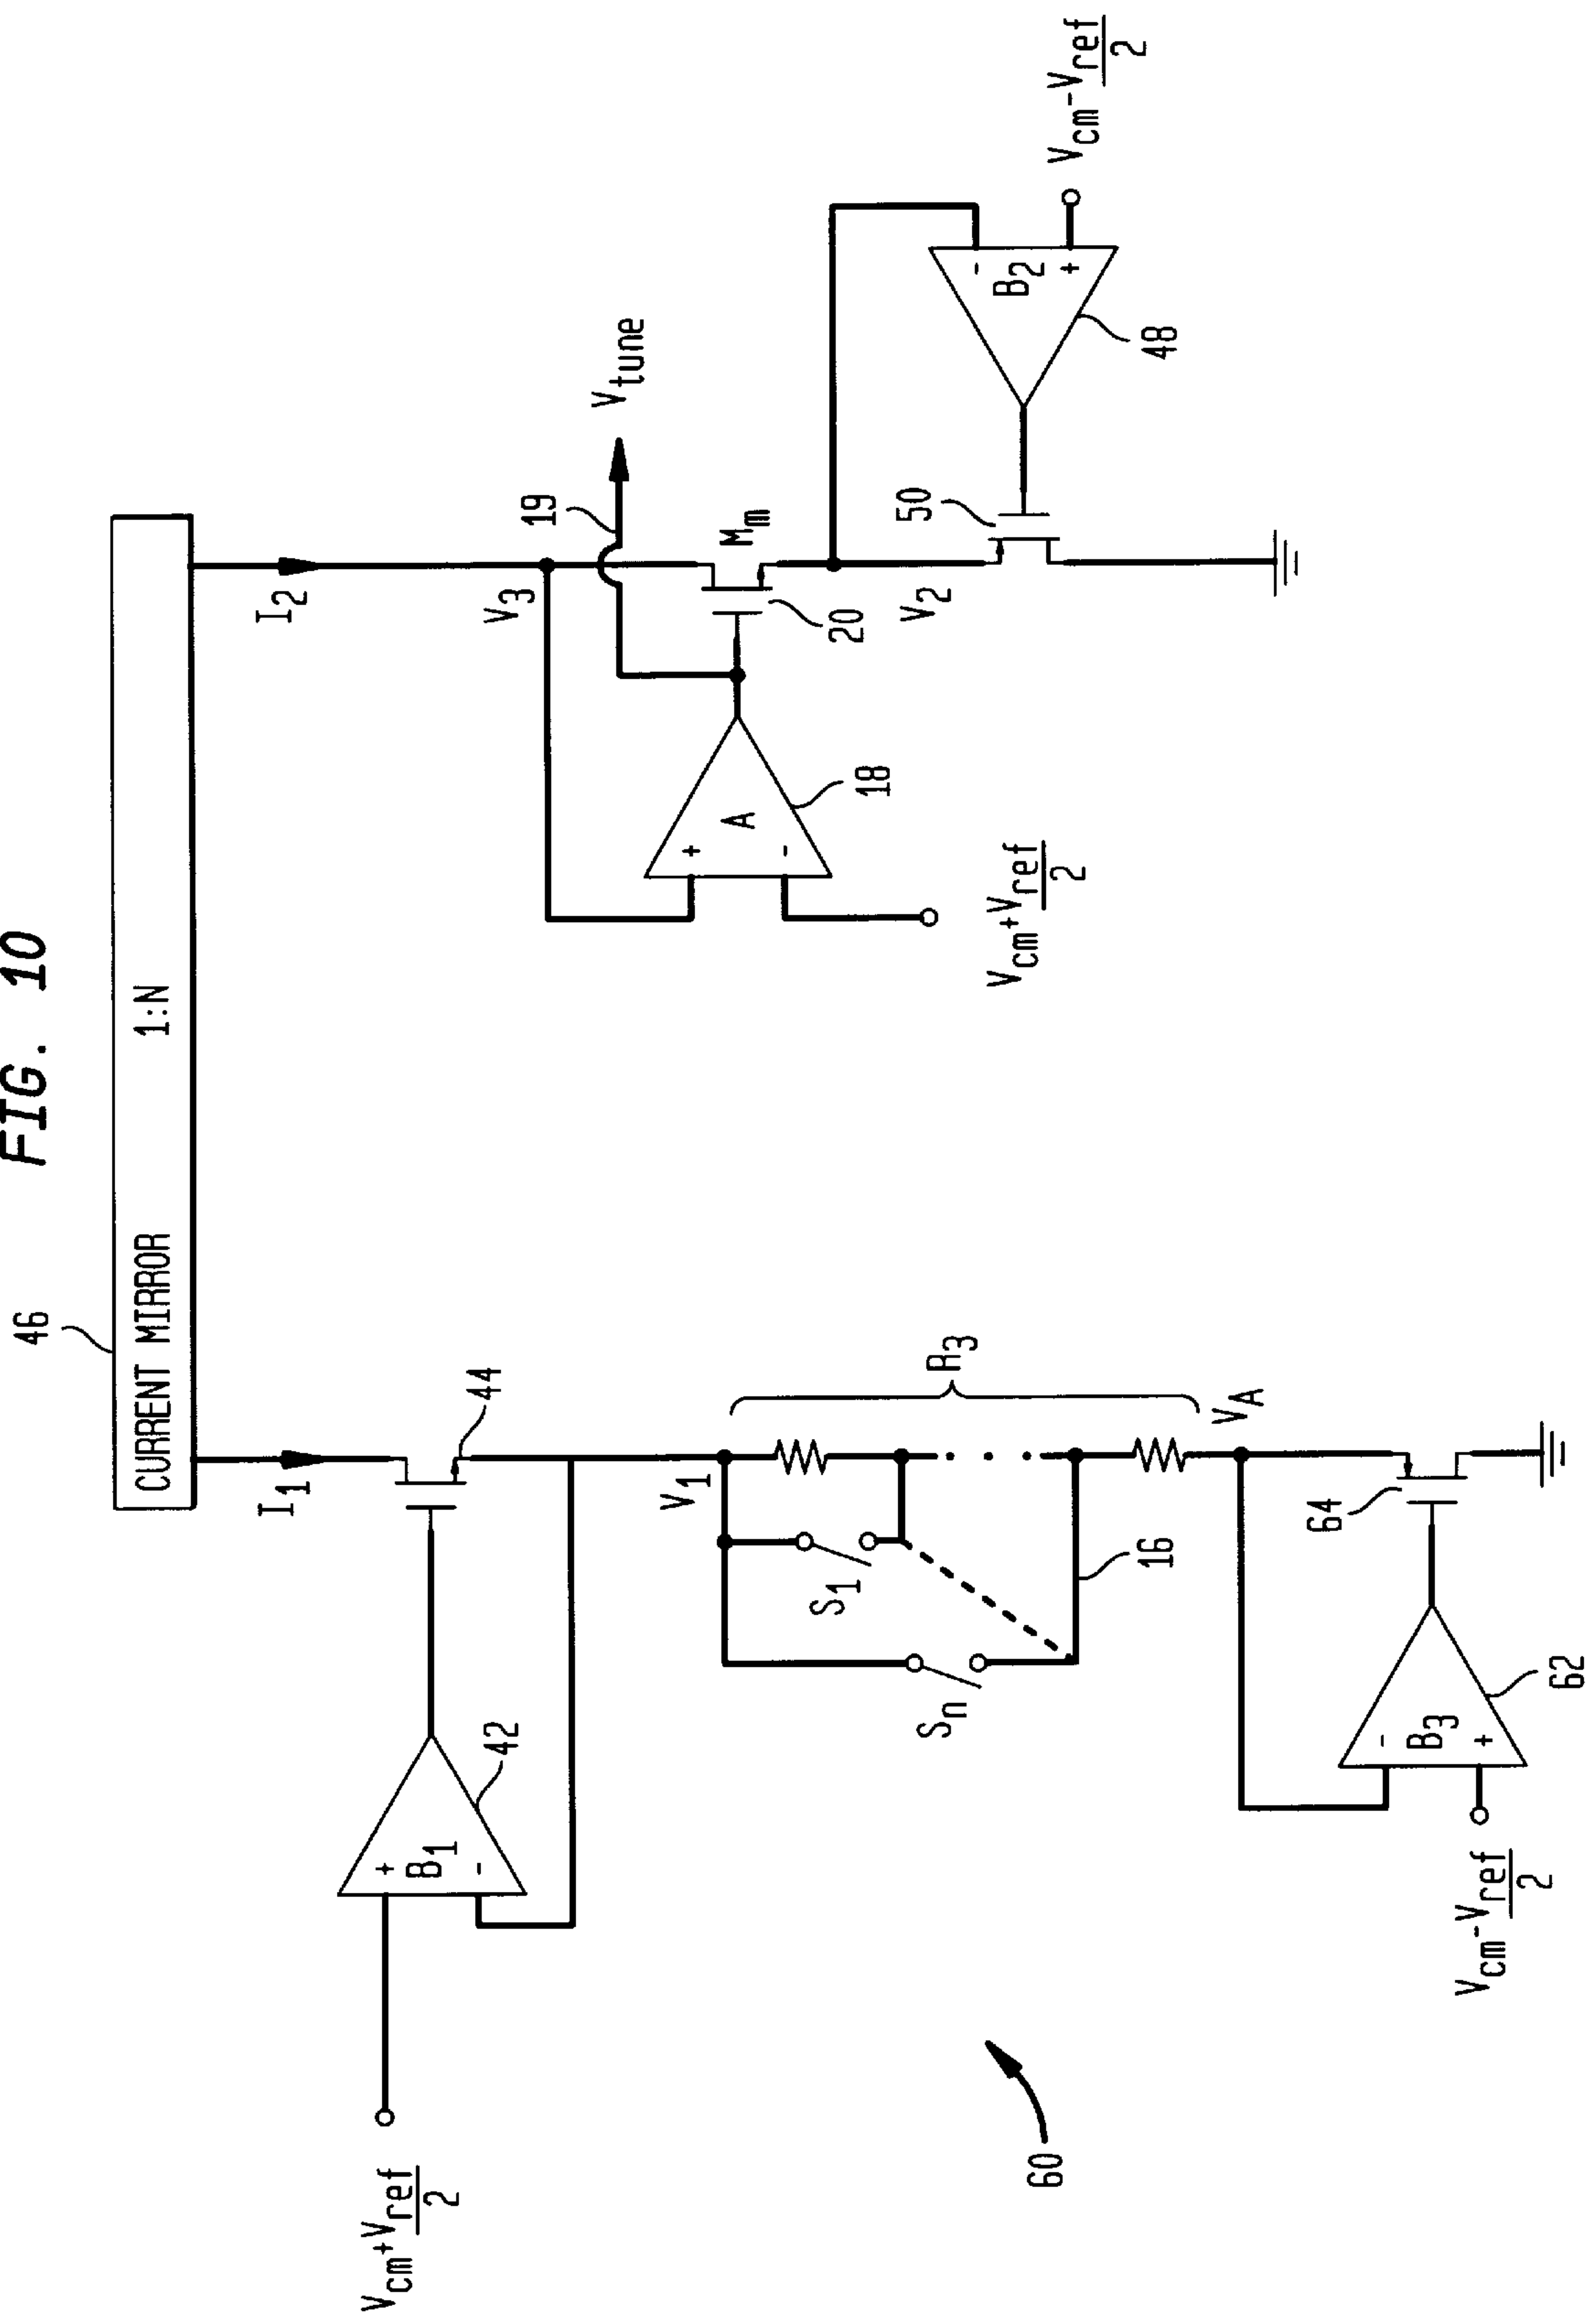 FIG. 10
46
CURRENT MIRROR 1:N
I1
I2
44
B1
+
-
42
Vcm+Vref/2
V1
S1
Sn
16
R3
VA
64
B3
-
+
62
Vcm-Vref/2
60
V3
19
Vtune
A
+
-
18
Vcm+Vref/2
Mm
20
V2
50
B2
-
+
48
Vcm-Vref/2